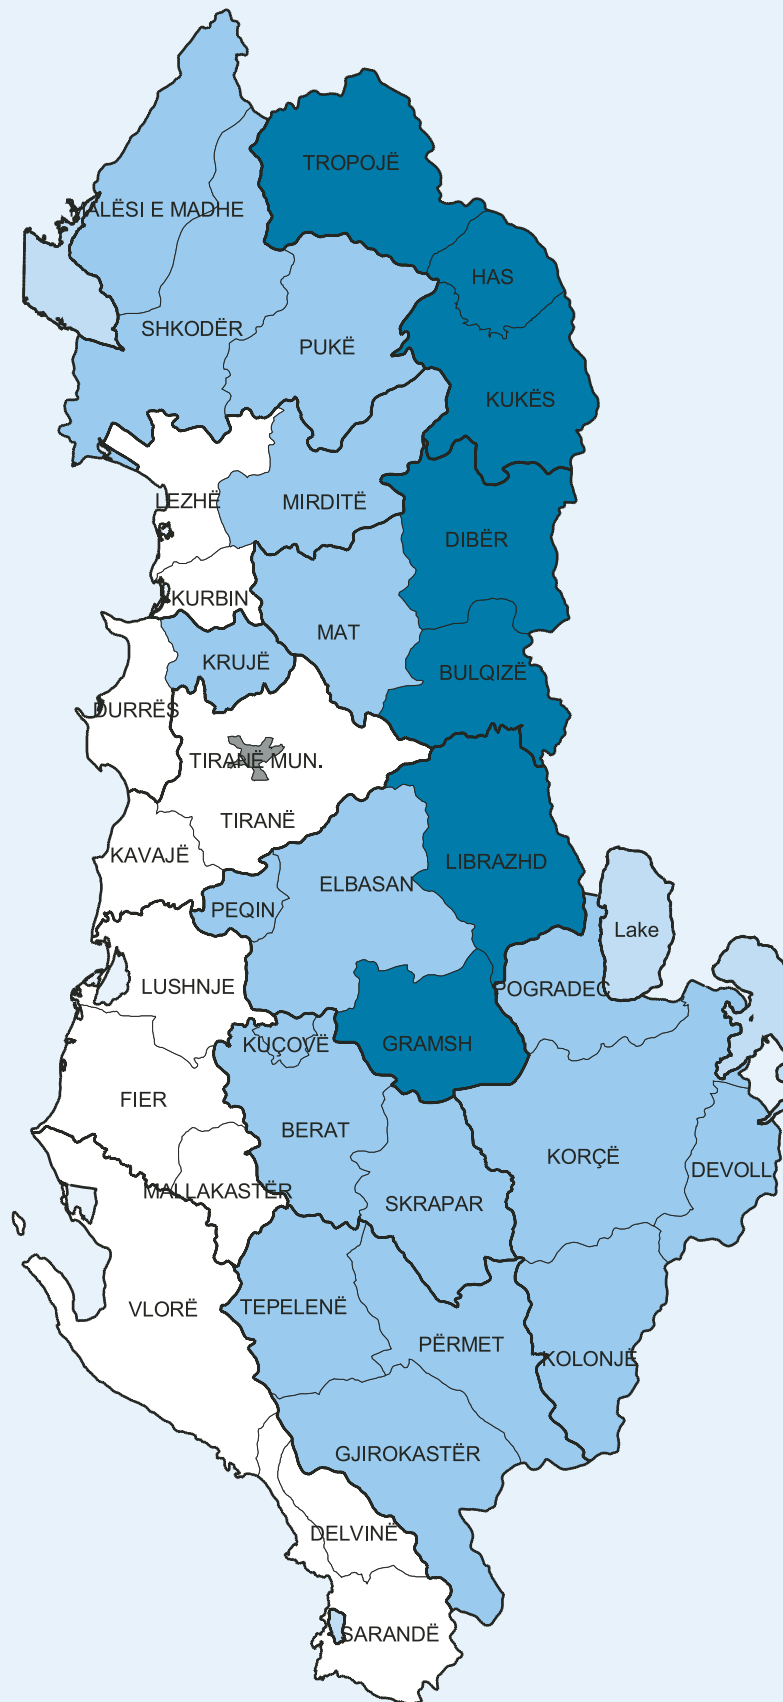 TROPOJË
MALËSI E MADHE
HAS
SHKODËR
PUKË
KUKËS
LEZHË
MIRDITË
DIBËR
KURBIN
MAT
KRUJË
BULQIZË
DURRËS
TIRANË MUN.
TIRANË
KAVAJË
LIBRAZHD
ELBASAN
PEQIN
Lake
LUSHNJE
POGRADEC
KUÇOVË
GRAMSH
FIER
BERAT
KORÇË
DEVOLL
MALLAKASTËR
SKRAPAR
VLORË
TEPELENË
PËRMET
KOLONJË
GJIROKASTËR
DELVINË
SARANDË